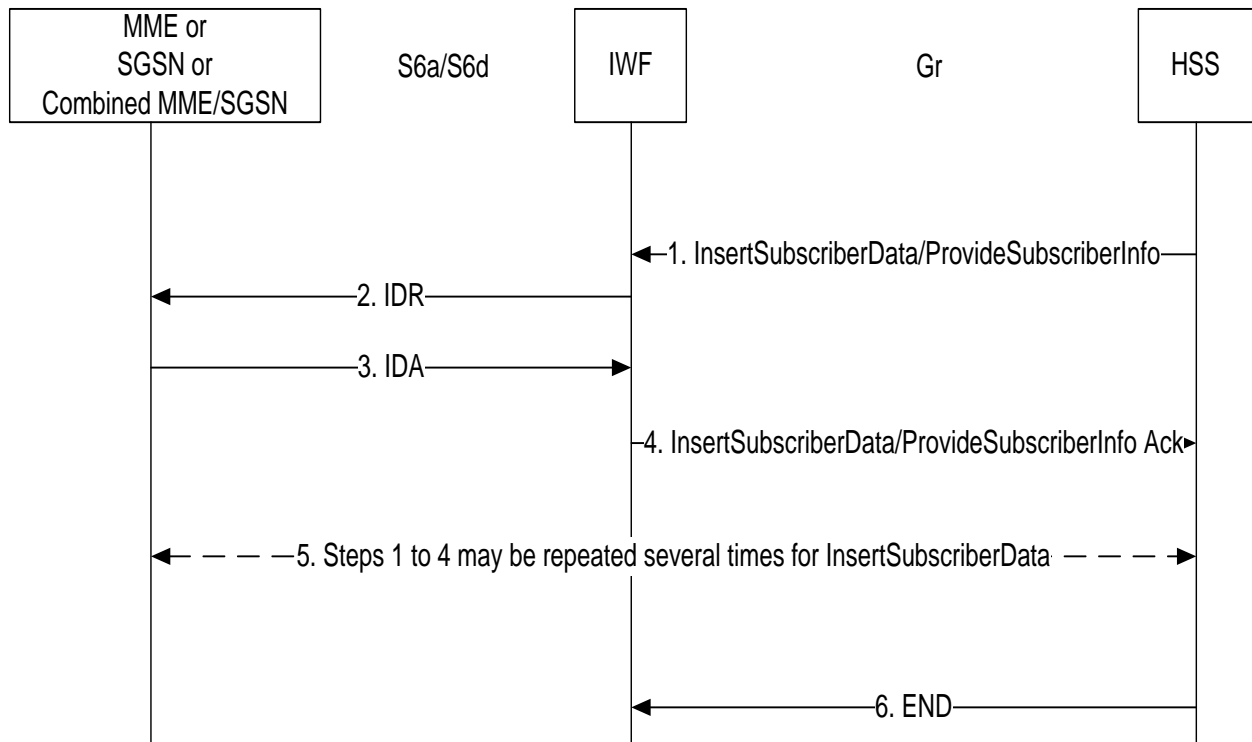 MME or
SGSN or
Combined MME/SGSN
S6a/S6d
IWF
Gr
HSS
1. InsertSubscriberData/ProvideSubscriberInfo
2. IDR
3. IDA
4. InsertSubscriberData/ProvideSubscriberInfo Ack
5. Steps 1 to 4 may be repeated several times for InsertSubscriberData
6. END